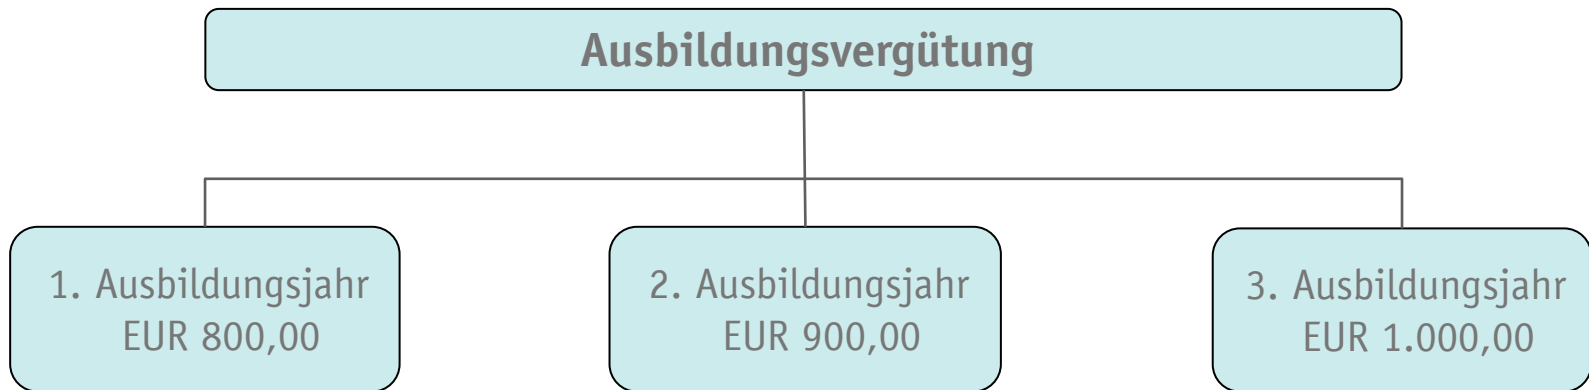 Ausbildungsvergütung
1. Ausbildungsjahr
EUR 800,00
2. Ausbildungsjahr
EUR 900,00
3. Ausbildungsjahr
EUR 1.000,00